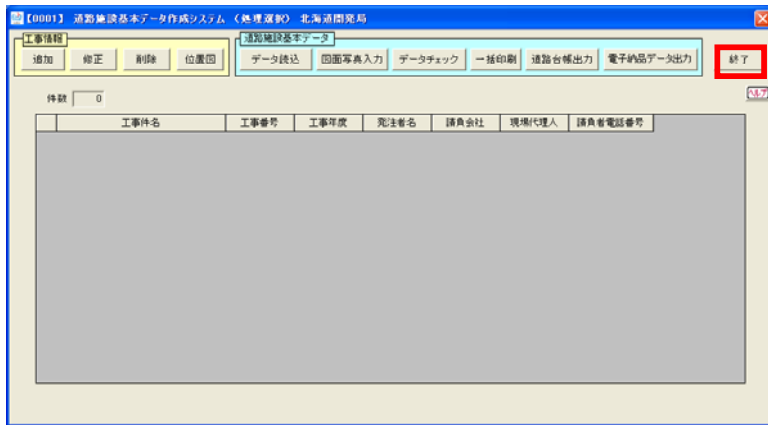 【0001】 道路施設基本データ作成システム （処理選択） 北海道開発局
工事情報
追加 修正 削除 位置図
道路施設基本データ
データ読込 図面写真入力 データチェック 一括印刷 道路台帳出力 電子納品データ出力
終了
件数 0
ヘルプ
工事件名 工事番号 工事年度 発注者名 請負会社 現場代理人 請負者電話番号